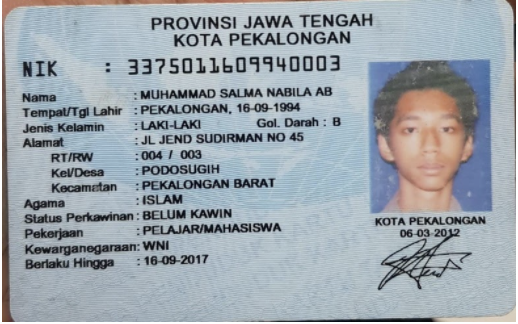 PROVINSI JAWA TENGAH
KOTA PEKALONGAN
NIK : 3375011609940003
Nama : MUHAMMAD SALMA NABILA AB
Tempat/Tgl Lahir : PEKALONGAN, 16-09-1994
Jenis Kelamin : LAKI-LAKI Gol. Darah : B
Alamat : JL JEND SUDIRMAN NO 45
RT/RW : 004 / 003
Kel/Desa : PODOSUGIH
Kecamatan : PEKALONGAN BARAT
Agama : ISLAM
Status Perkawinan : BELUM KAWIN
Pekerjaan : PELAJAR/MAHASISWA
Kewarganegaraan: WNI
Berlaku Hingga : 16-09-2017
KOTA PEKALONGAN
06-03-2012